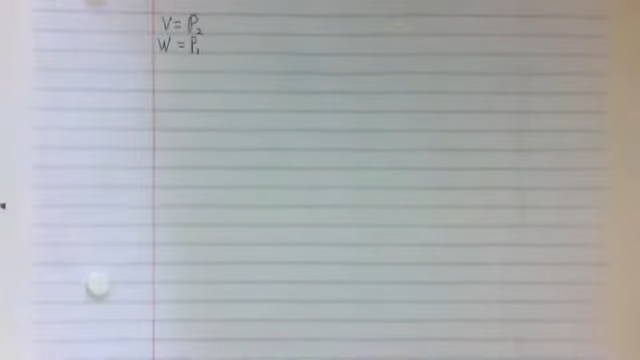 V = P₂
W = P₁